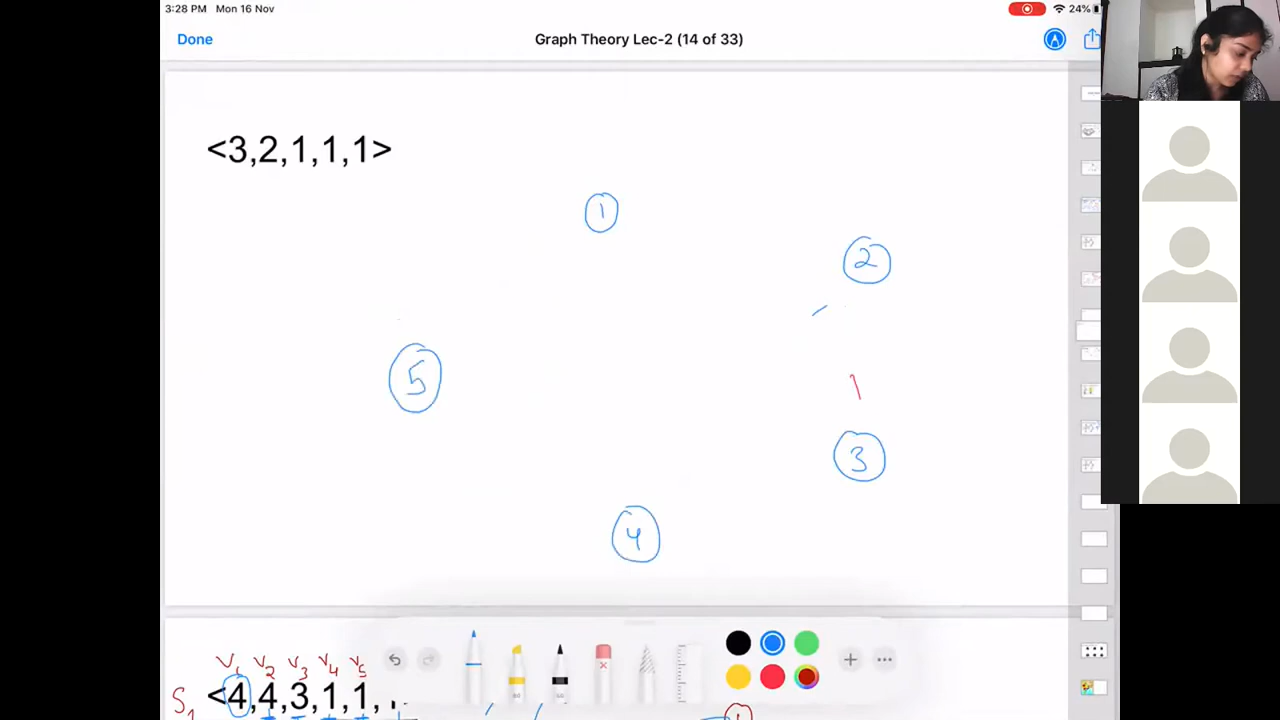 3:28 PM Mon 16 Nov
24%
Done
Graph Theory Lec-2 (14 of 33)
<3,2,1,1,1>
1
2
5
1
3
4
V1 V2 V3 V4 V5
S1 <4,4,3,1,1,